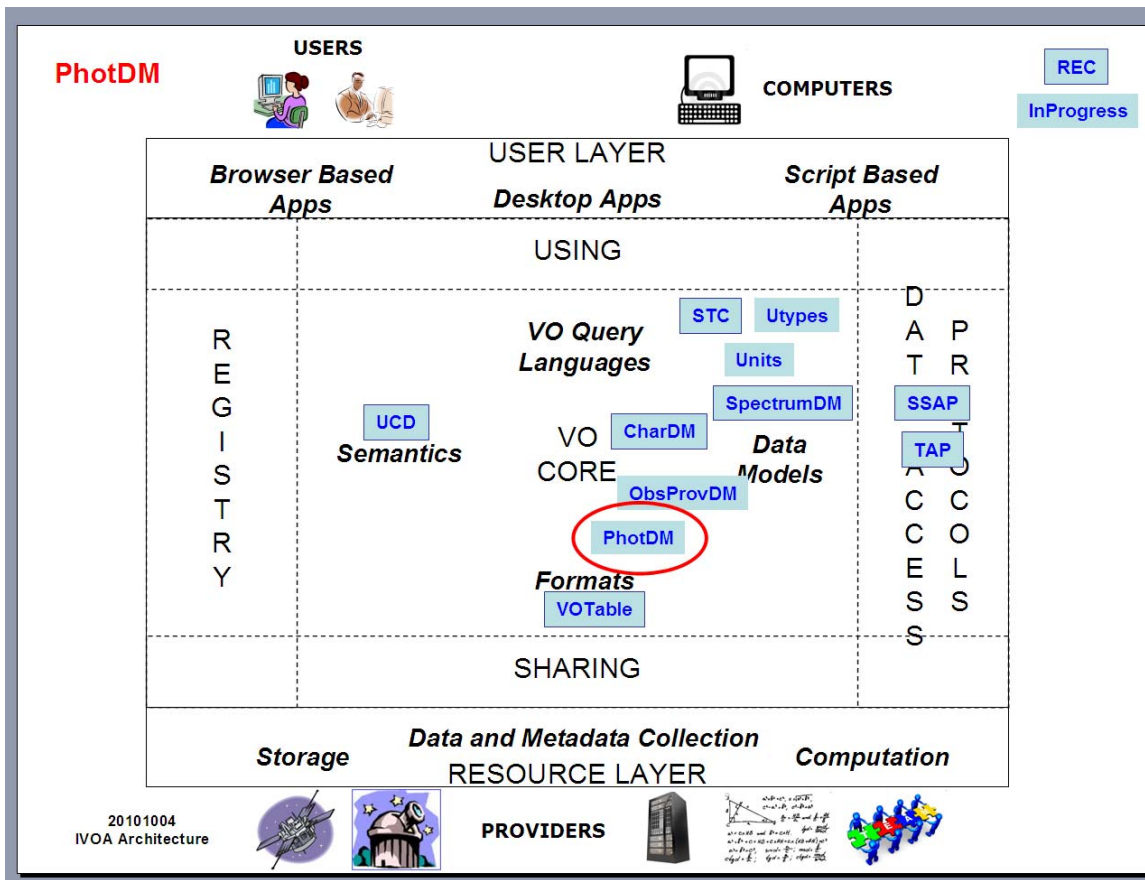 PhotDM
USERS
COMPUTERS
REC
InProgress
USER LAYER
Browser Based
Apps
Desktop Apps
Script Based
Apps
USING
REGISTRY
VO Query
Languages
STC
Utypes
Units
SpectrumDM
UCD
Semantics
VO
CORE
CharDM
Data
Models
ObsProvDM
PhotDM
Formats
VOTable
DATA ACCESS
PROTOCOLS
SSAP
TAP
SHARING
Data and Metadata Collection
Storage
Computation
RESOURCE LAYER
20101004
IVOA Architecture
PROVIDERS